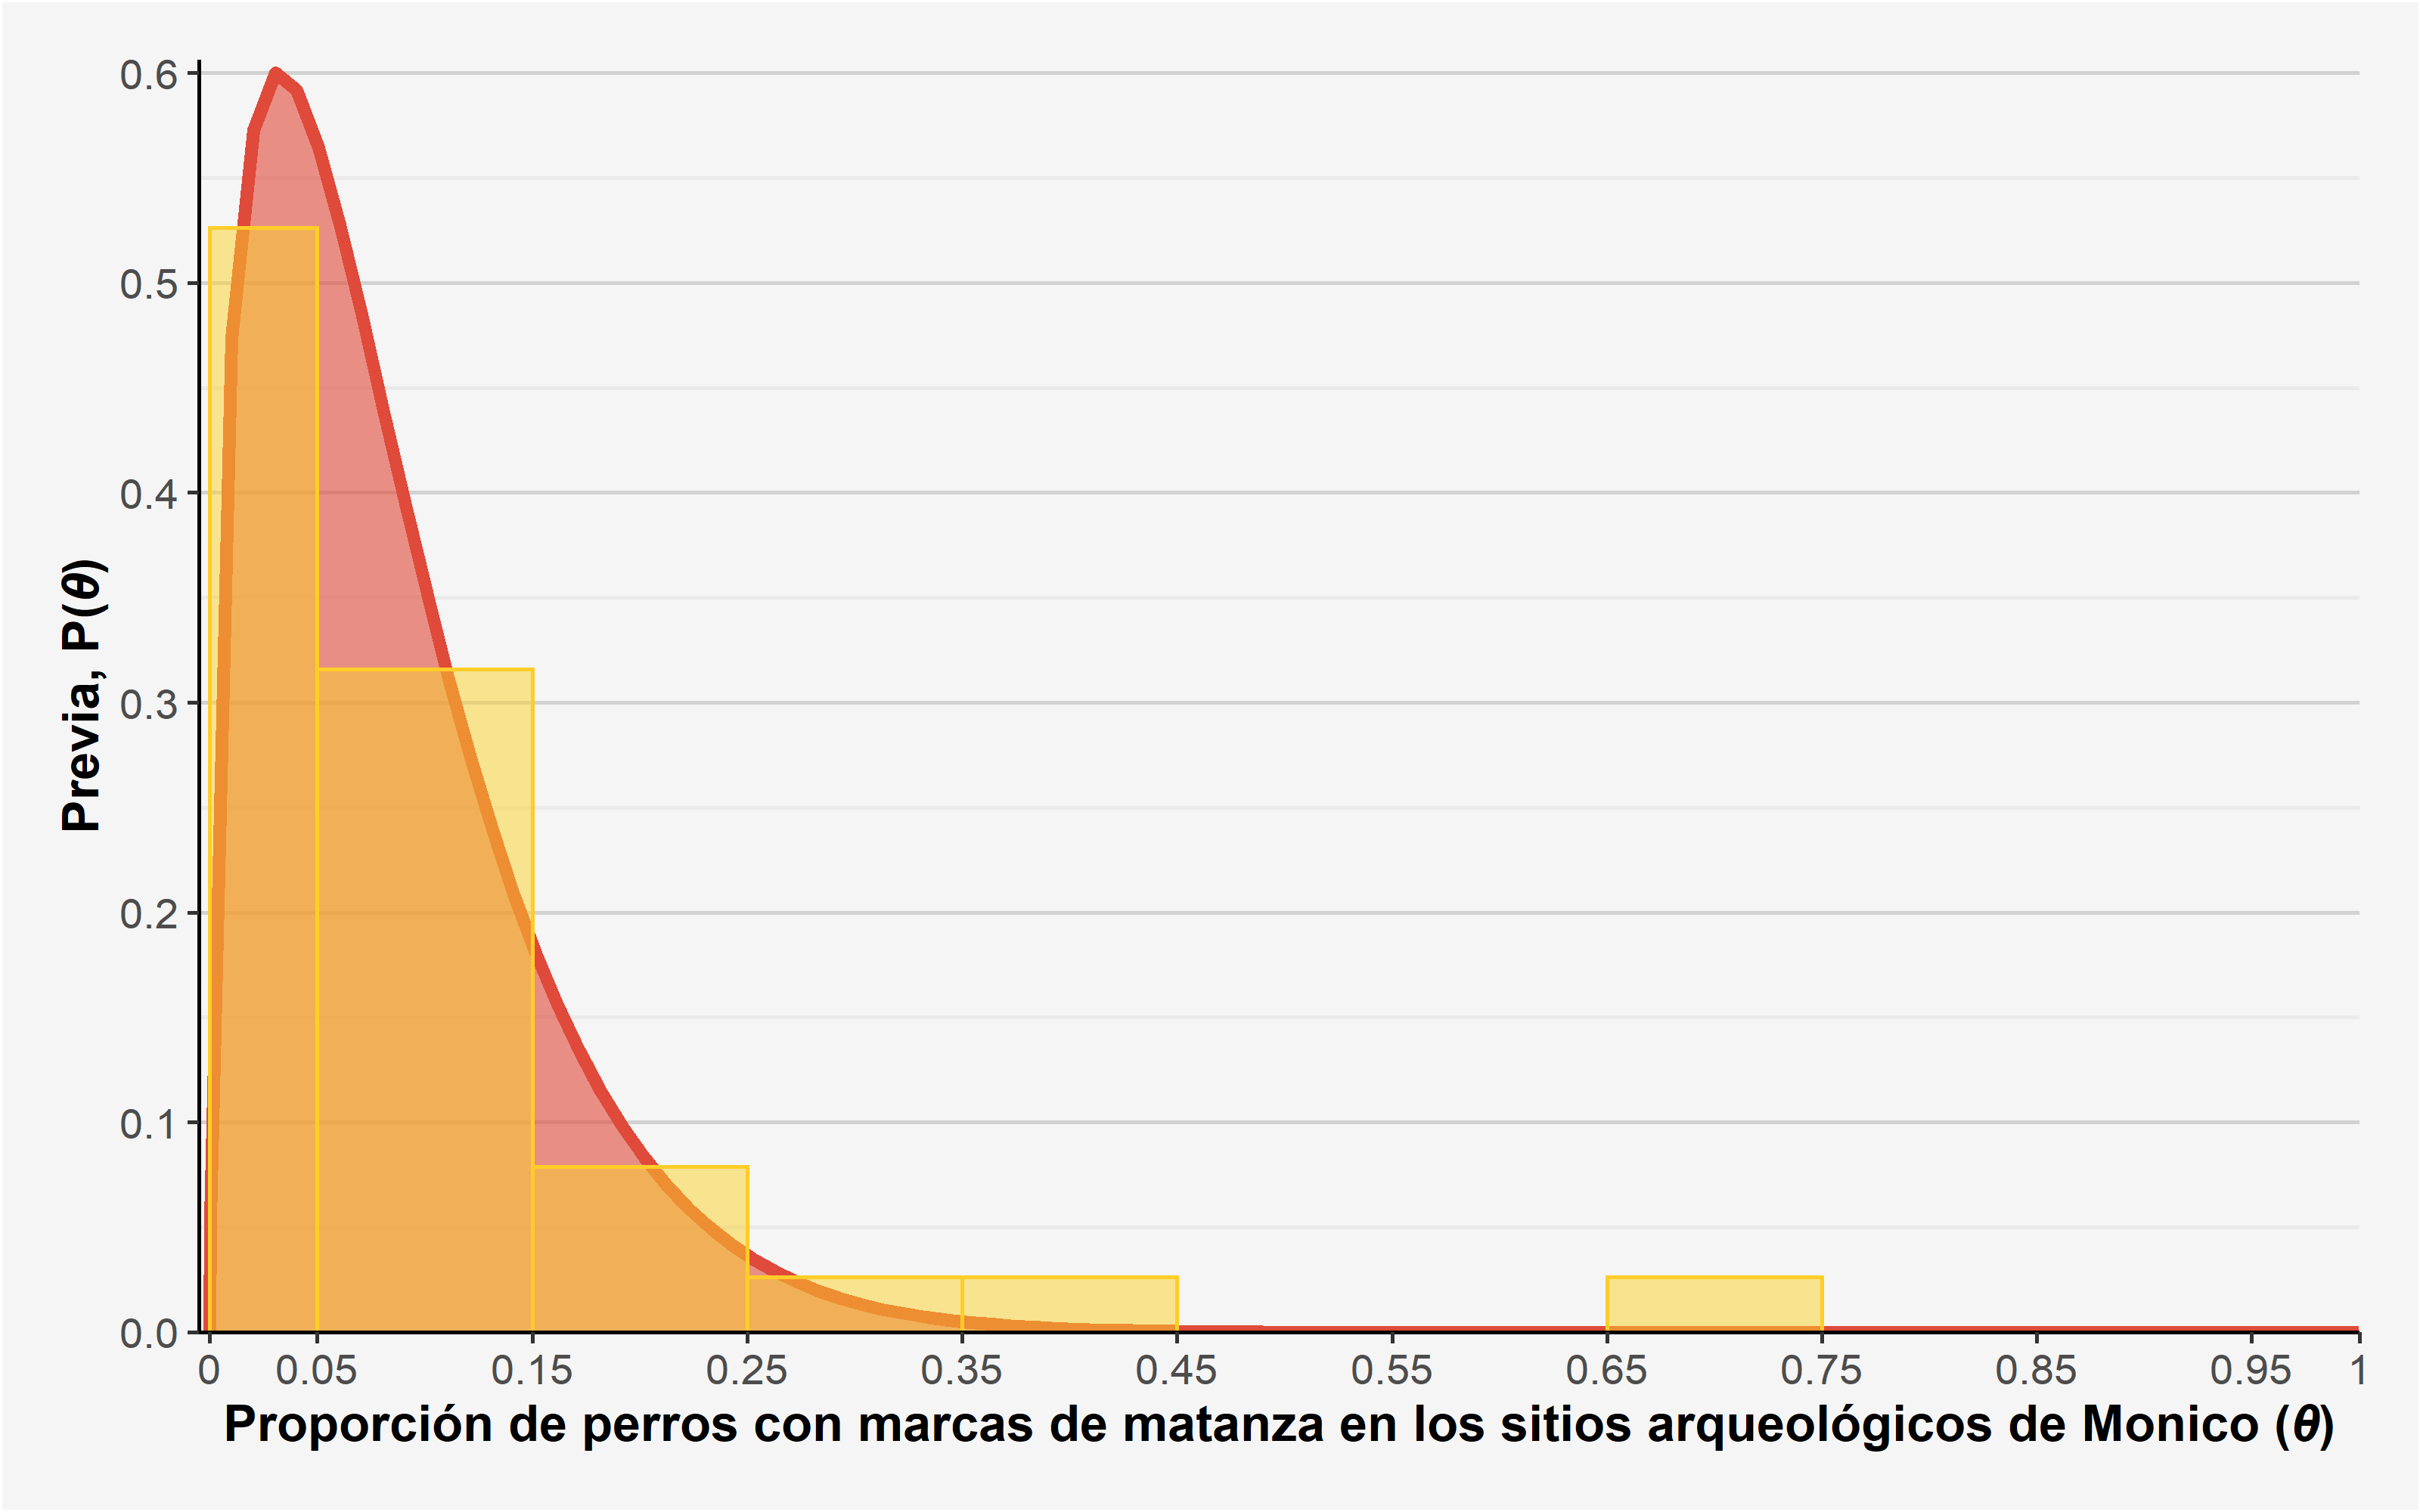 Previa, P(θ)
0.6
0.5
0.4
0.3
0.2
0.1
0.0
0 0.05 0.15 0.25 0.35 0.45 0.55 0.65 0.75 0.85 0.95 1
Proporción de perros con marcas de matanza en los sitios arqueológicos de Monico (θ)